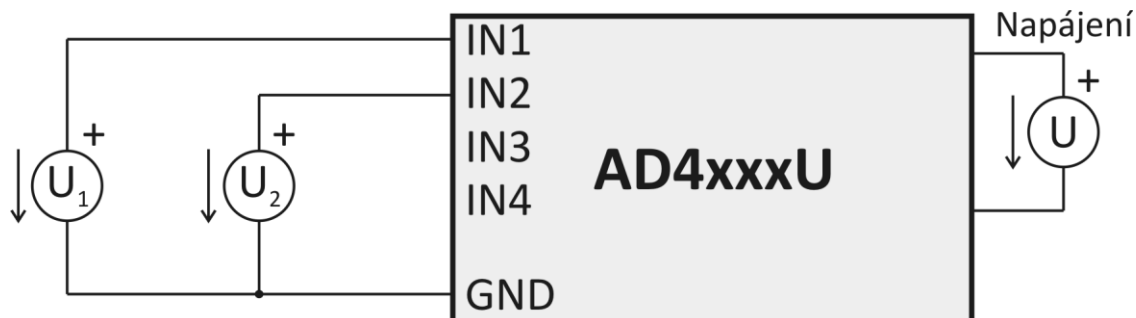 Napájení
IN1
IN2
+
+
+
IN3
U₁
U₂
AD4xxxU
U
IN4
GND